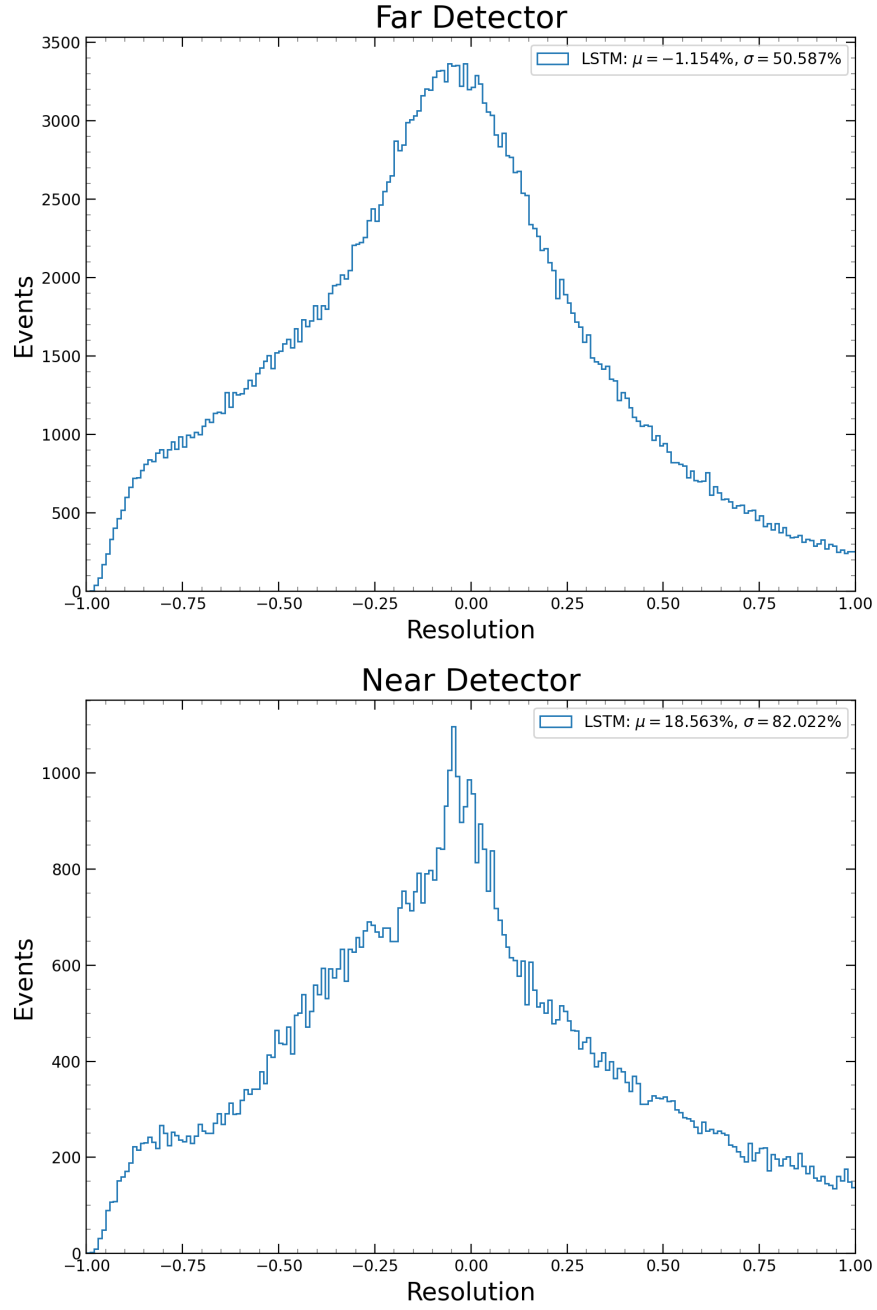 Far Detector
LSTM: μ = −1.154%, σ = 50.587%
3500
3000
2500
2000
1500
1000
500
0
Events
−1.00 −0.75 −0.50 −0.25 0.00 0.25 0.50 0.75 1.00
Resolution
Near Detector
LSTM: μ = 18.563%, σ = 82.022%
1000
800
600
400
200
0
Events
−1.00 −0.75 −0.50 −0.25 0.00 0.25 0.50 0.75 1.00
Resolution